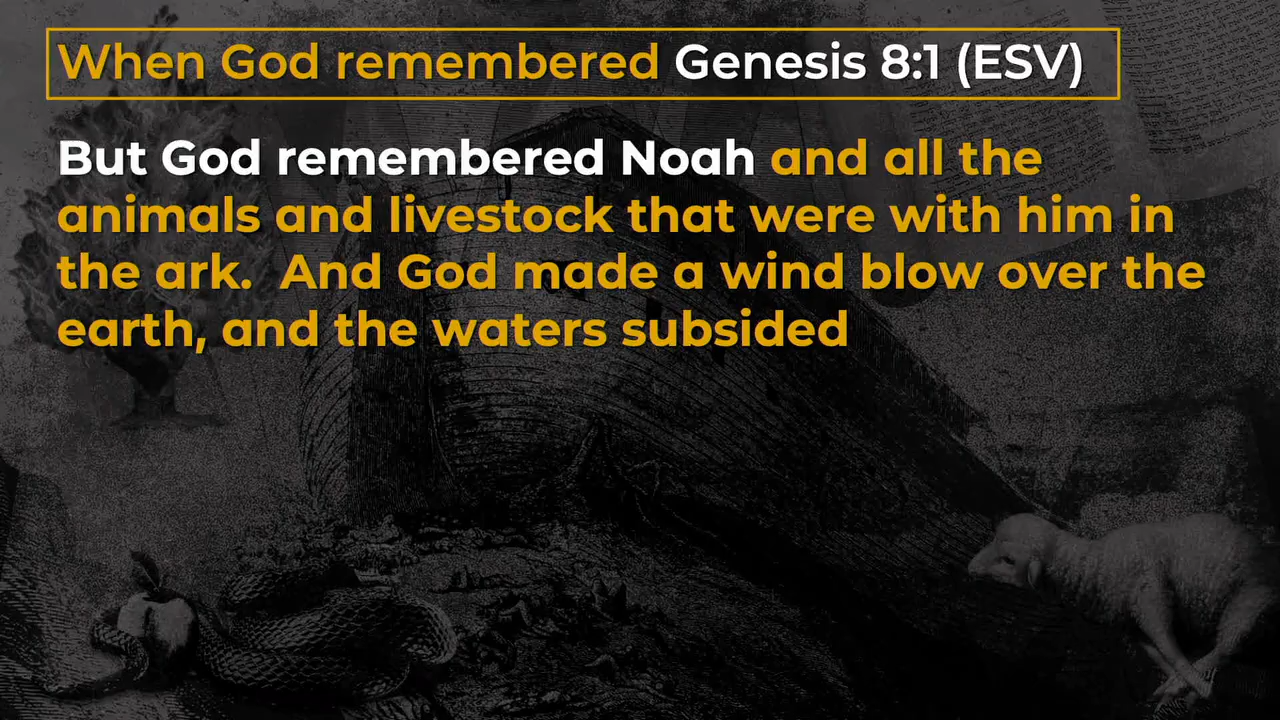 When God remembered Genesis 8:1 (ESV)
But God remembered Noah and all the
animals and livestock that were with him in
the ark.  And God made a wind blow over the
earth, and the waters subsided